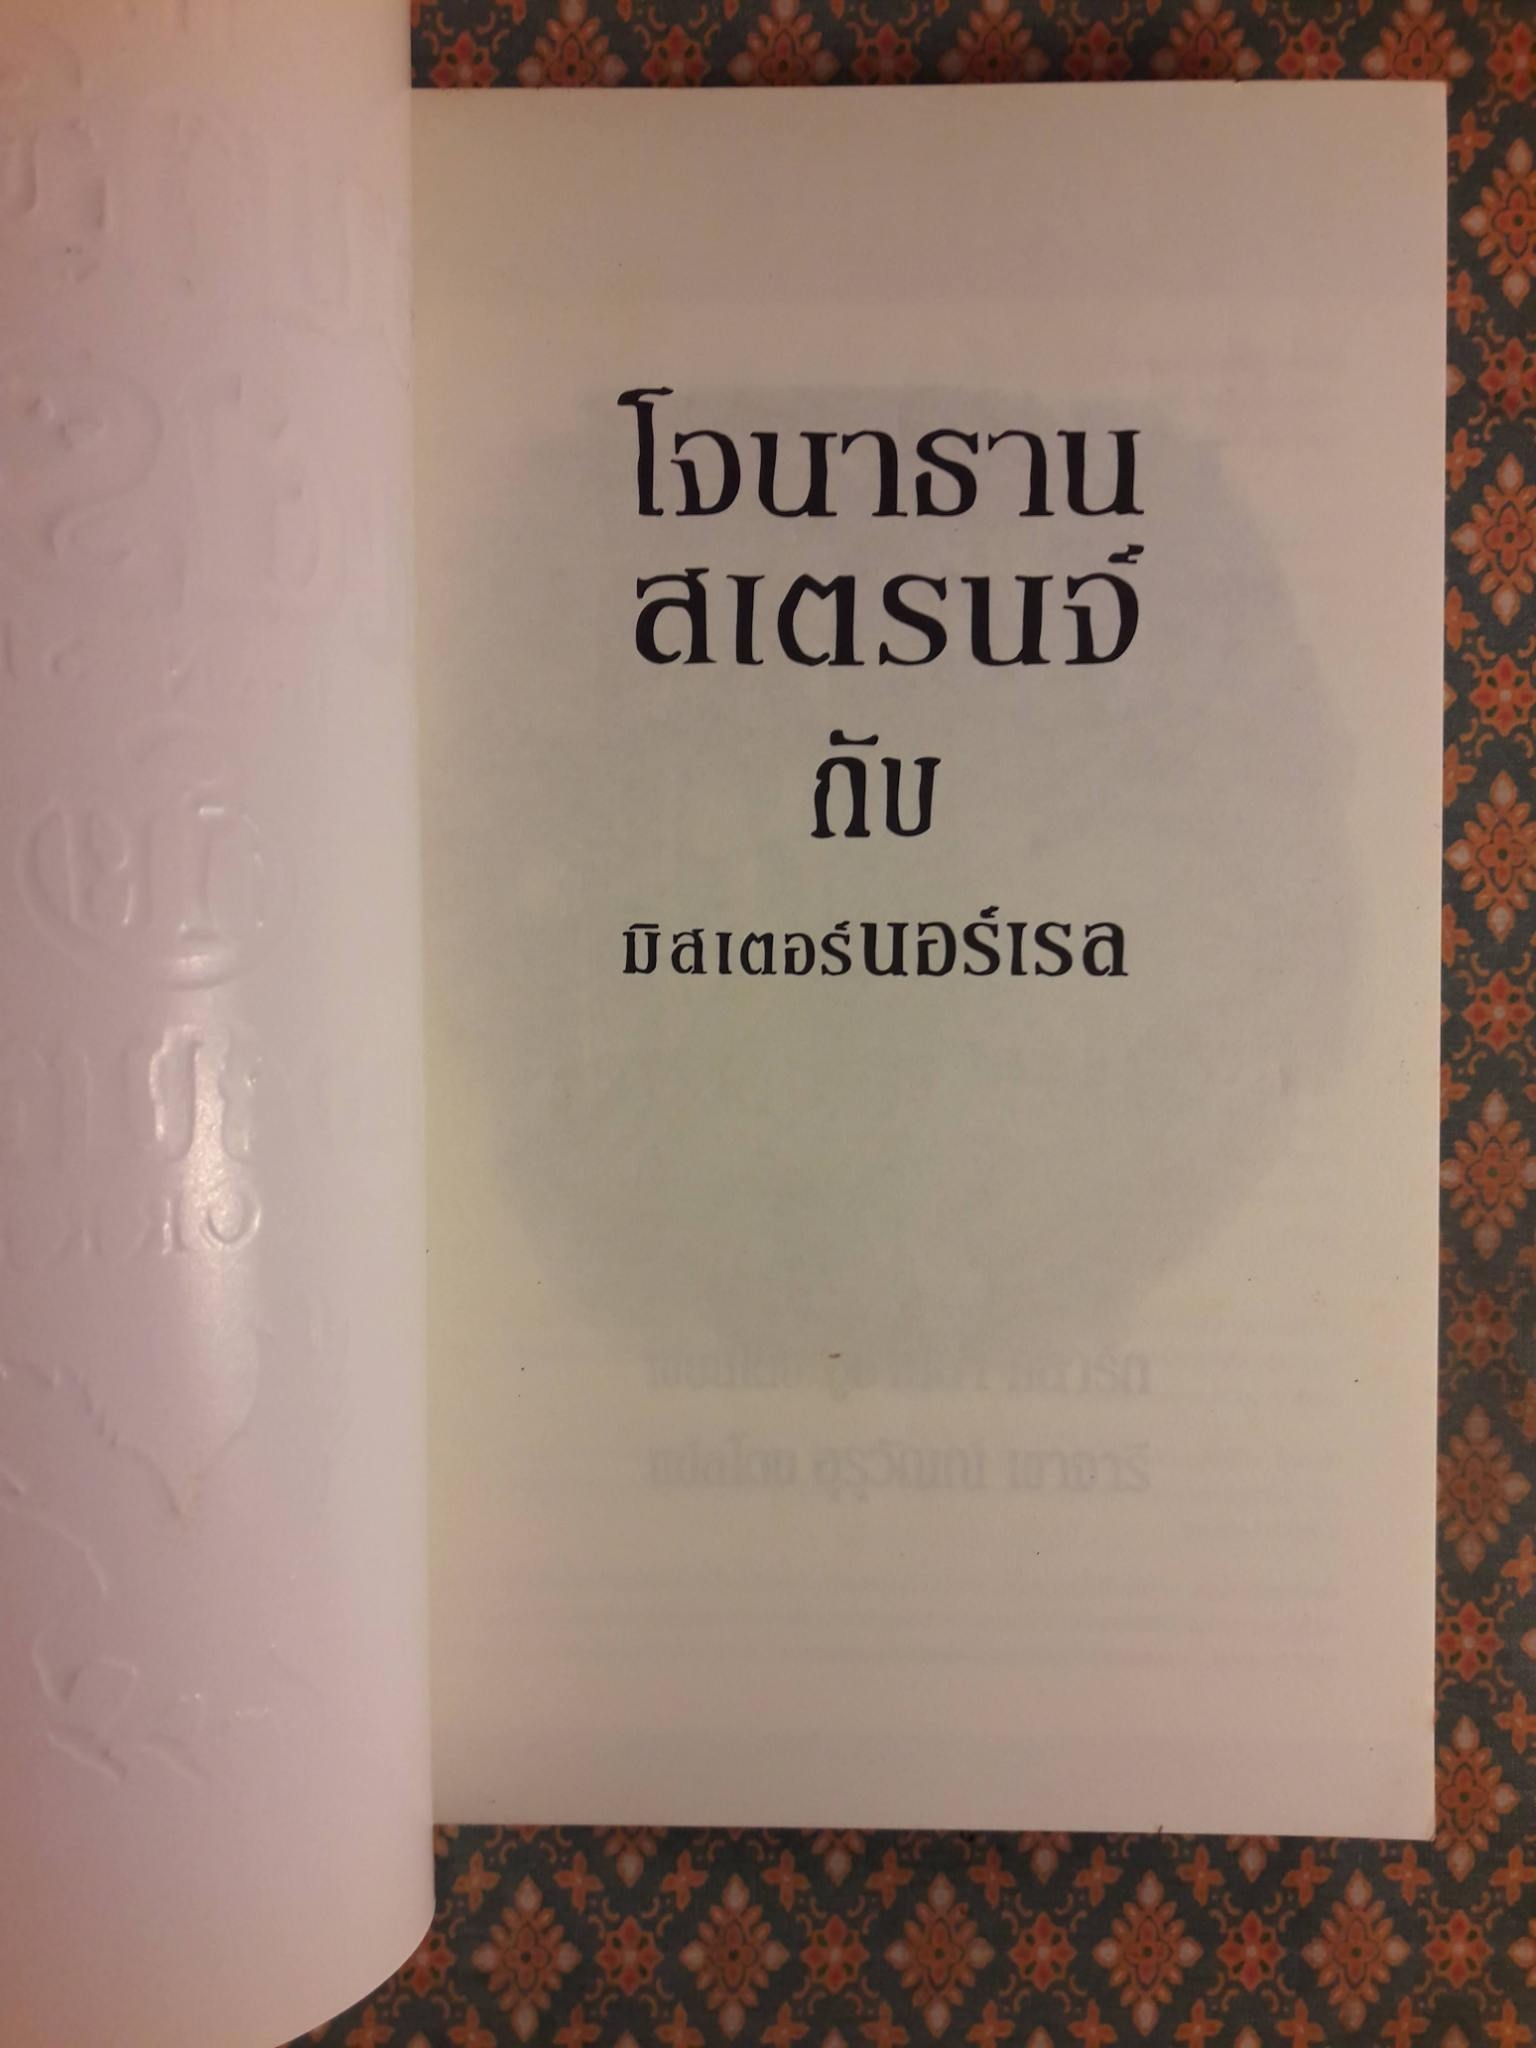 โจนาธาน
สเตรนจ์
กับ
มิสเตอร์นอร์เรล